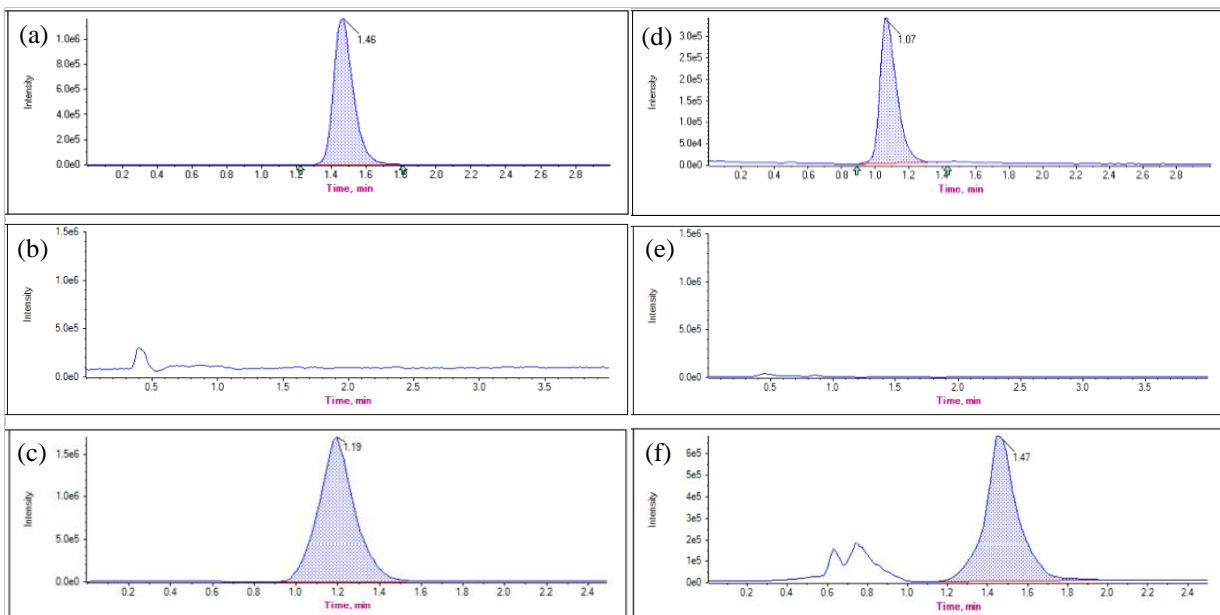 (a)
Intensity
1.0e6
8.0e5
6.0e5
4.0e5
2.0e5
0.0e0
1.46
0.2 0.4 0.6 0.8 1.0 1.2 1.4 1.6 1.8 2.0 2.2 2.4 2.6 2.8
Time, min
(d)
Intensity
3.0e5
2.5e5
2.0e5
1.5e5
1.0e5
5.0e4
0.0e0
1.07
0.2 0.4 0.6 0.8 1.0 1.2 1.4 1.6 1.8 2.0 2.2 2.4 2.6 2.8
Time, min
(b)
Intensity
1.5e6
1.0e6
5.0e5
0.0e0
0.5 1.0 1.5 2.0 2.5 3.0 3.5
Time, min
(e)
Intensity
1.5e6
1.0e6
5.0e5
0.0e0
0.5 1.0 1.5 2.0 2.5 3.0 3.5
Time, min
(c)
Intensity
1.5e6
1.0e6
5.0e5
0.0e0
1.19
0.2 0.4 0.6 0.8 1.0 1.2 1.4 1.6 1.8 2.0 2.2 2.4
Time, min
(f)
Intensity
6e5
5e5
4e5
3e5
2e5
1e5
0e0
1.47
0.2 0.4 0.6 0.8 1.0 1.2 1.4 1.6 1.8 2.0 2.2 2.4
Time, min